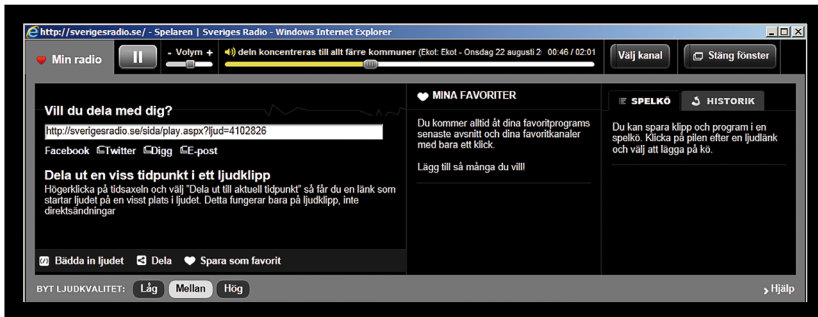 http://sverigesradio.se/ - Spelaren | Sveriges Radio - Windows Internet Explorer
Min radio
- Volym +
deln koncentreras till allt färre kommuner (Ekot: Ekot - Onsdag 22 augusti 2 00:46 / 02:01
Välj kanal
Stäng fönster
Vill du dela med dig?
http://sverigesradio.se/sida/play.aspx?ljud=4102826
Facebook Twitter Digg E-post
Dela ut en viss tidpunkt i ett ljudklipp
Högerklicka på tidsaxeln och välj "Dela ut till aktuell tidpunkt" så får du en länk som
startar ljudet på en visst plats i ljudet. Detta fungerar bara på ljudklipp, inte
direktsändningar
Bädda in ljudet Dela Spara som favorit
MINA FAVORITER
Du kommer alltid åt dina favoritprograms
senaste avsnitt och dina favoritkanaler
med bara ett klick.
Lägg till så många du vill!
SPELKÖ HISTORIK
Du kan spara klipp och program i en
spelkö. Klicka på pilen efter en ljudlänk
och välj att lägga på kö.
BYT LJUDKVALITET: Låg Mellan Hög
Hjälp